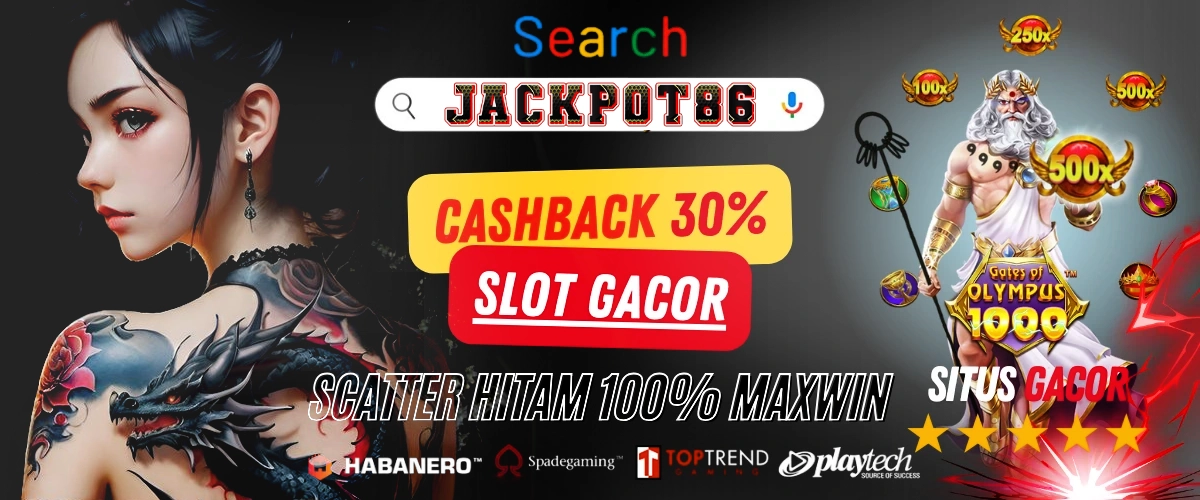 Search
JACKPOT86
CASHBACK 30%
SLOT GACOR
SCATTER HITAM 100% MAXWIN
HABANERO™
Spadegaming™
TOPTREND
GAMING
playtech
SOURCE OF SUCCESS
250x
100x
500x
500x
Gates of
OLYMPUS™
1000
SITUS GACOR